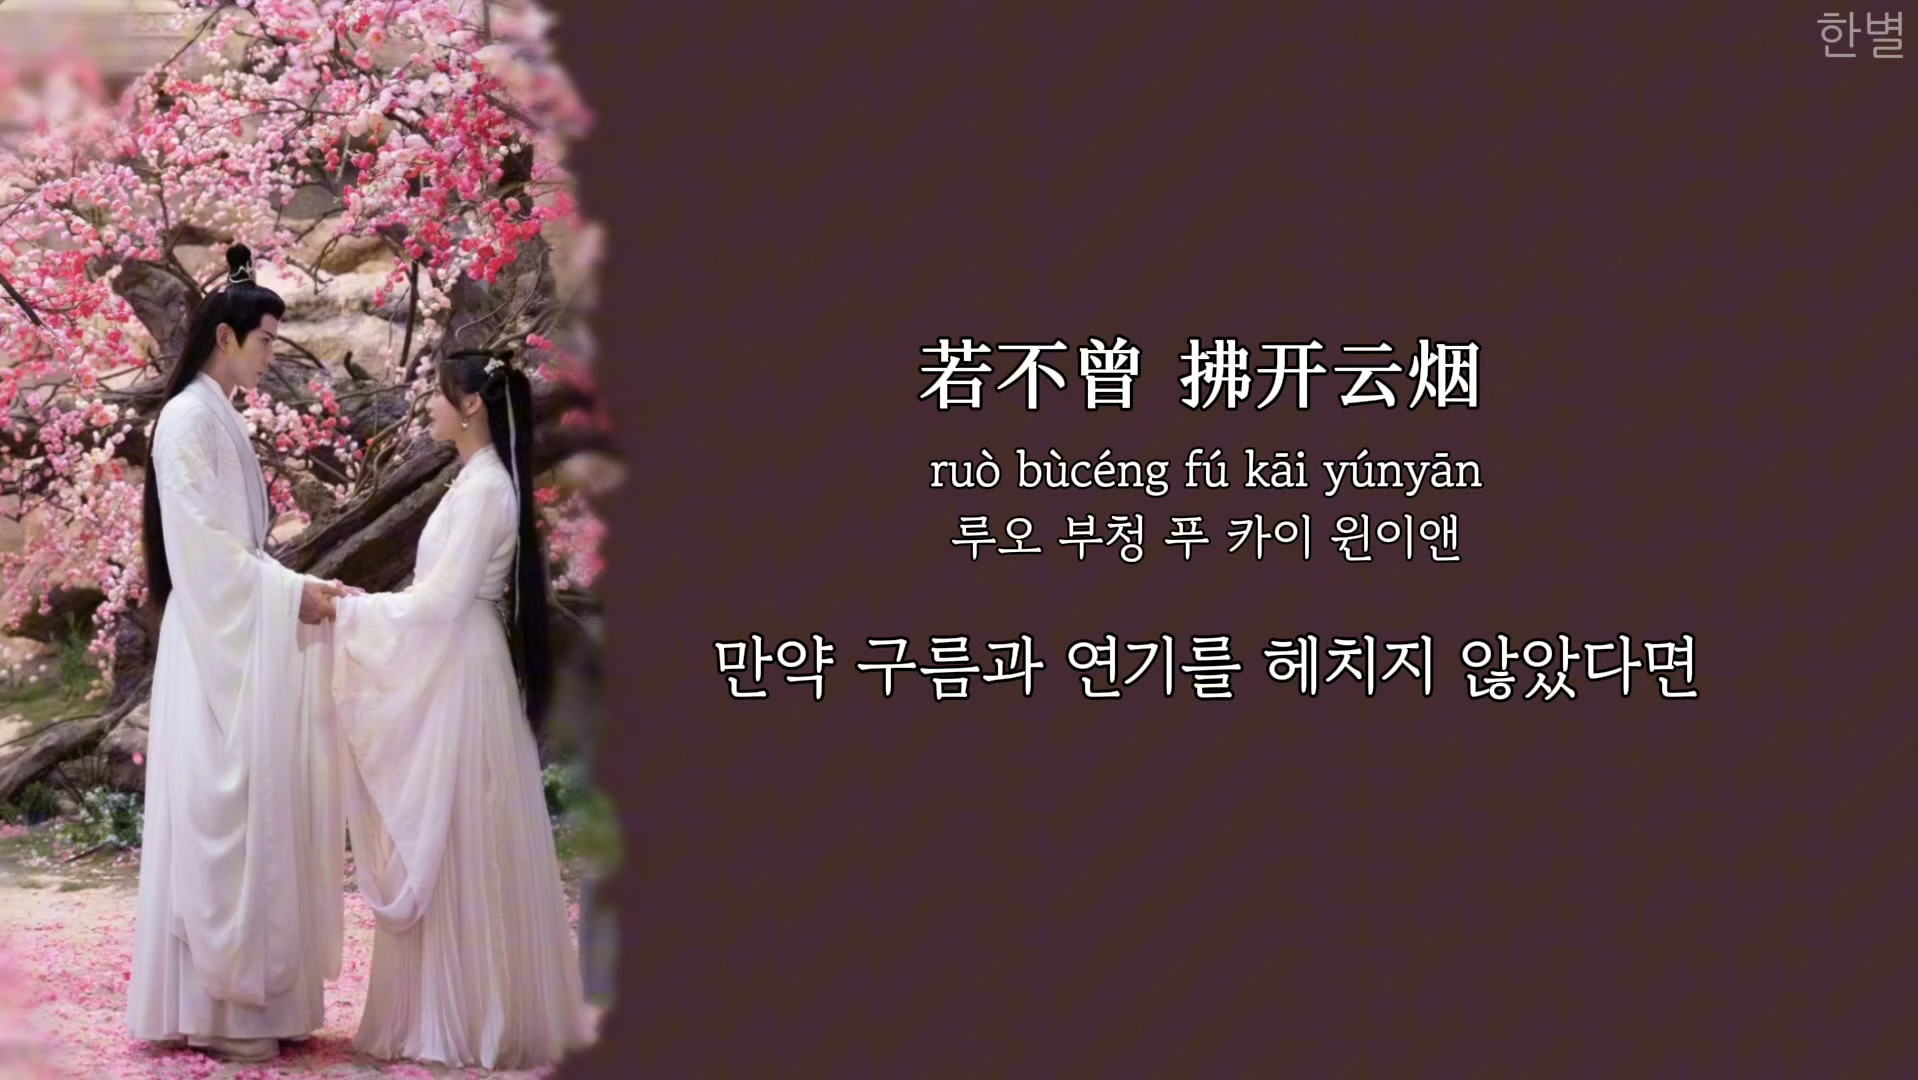 한별
若不曾 拂开云烟
ruò bùcéng fú kāi yúnyān
루오 부청 푸 카이 윈이앤
만약 구름과 연기를 헤치지 않았다면